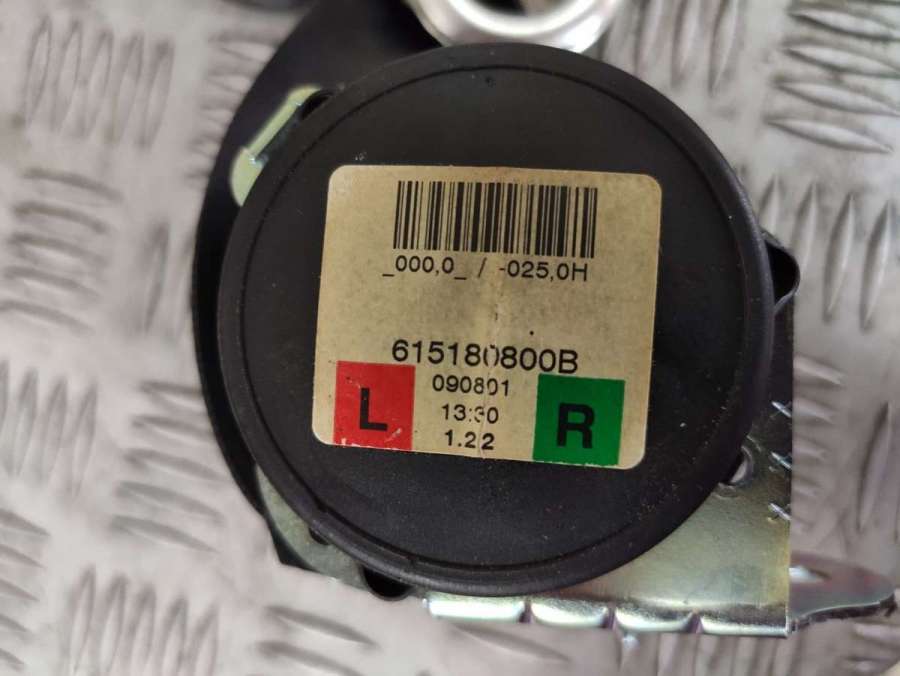 _000,0_ / -025,0H
615180800B
L 090801 R
13:30
1.22